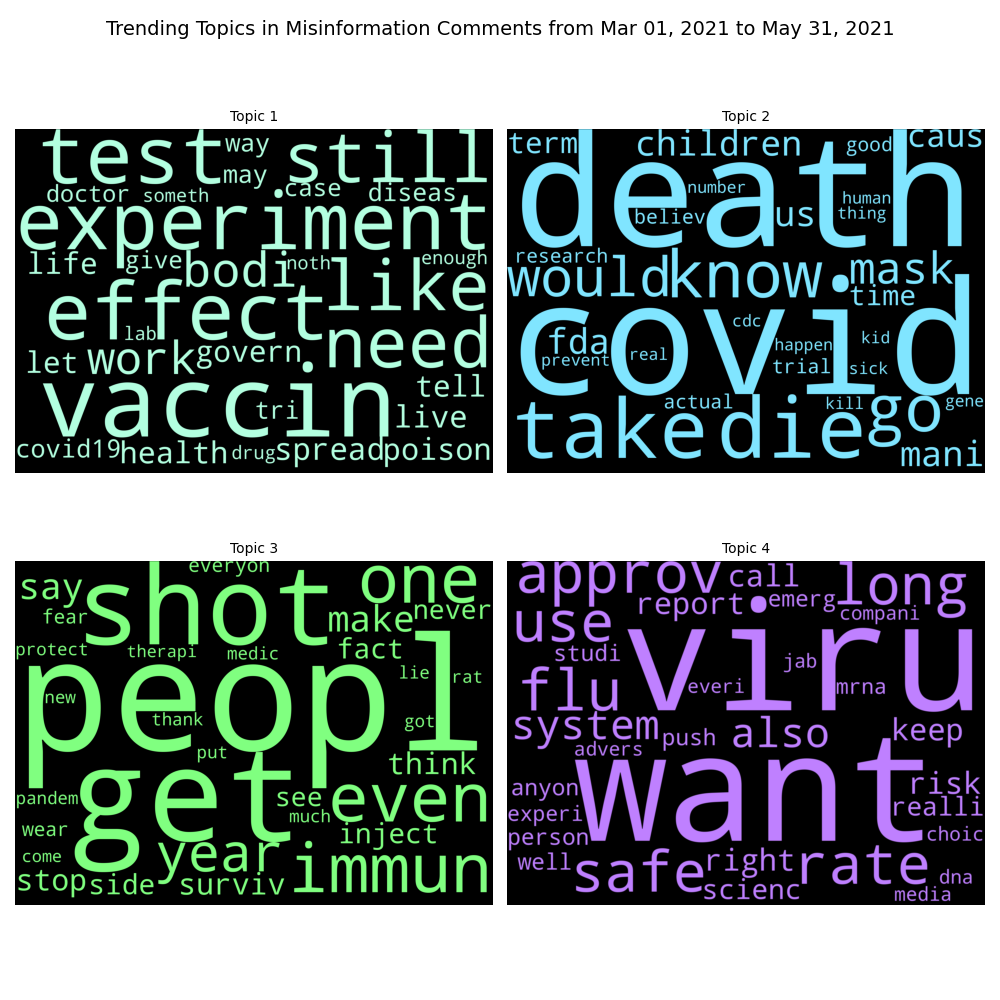 Trending Topics in Misinformation Comments from Mar 01, 2021 to May 31, 2021
Topic 1
test way still
may
doctor someth case diseas
experiment
life give bodi noth like enough
effect
lab need
let work govern
vaccin tell
tri live
covid19 health drug spread poison
Topic 2
term children good caus
death
number human
believ us thing
research
would know mask
time
covid
cdc
fda happen kid
prevent real trial sick
actual kill gene
take die go
mani
Topic 3
everyon
say shot one
fear make never
protect therapi medic fact
peopl
lie rat
new thank got
put
get think
pandem see even
wear much inject
come year
stop side surviv immun
Topic 4
approv call long
use report emerg compani
studi viru
jab
flu everi mrna
system push also keep
advers
want
anyon risk
experi realli
person choic
well safe right rate
scienc dna
media